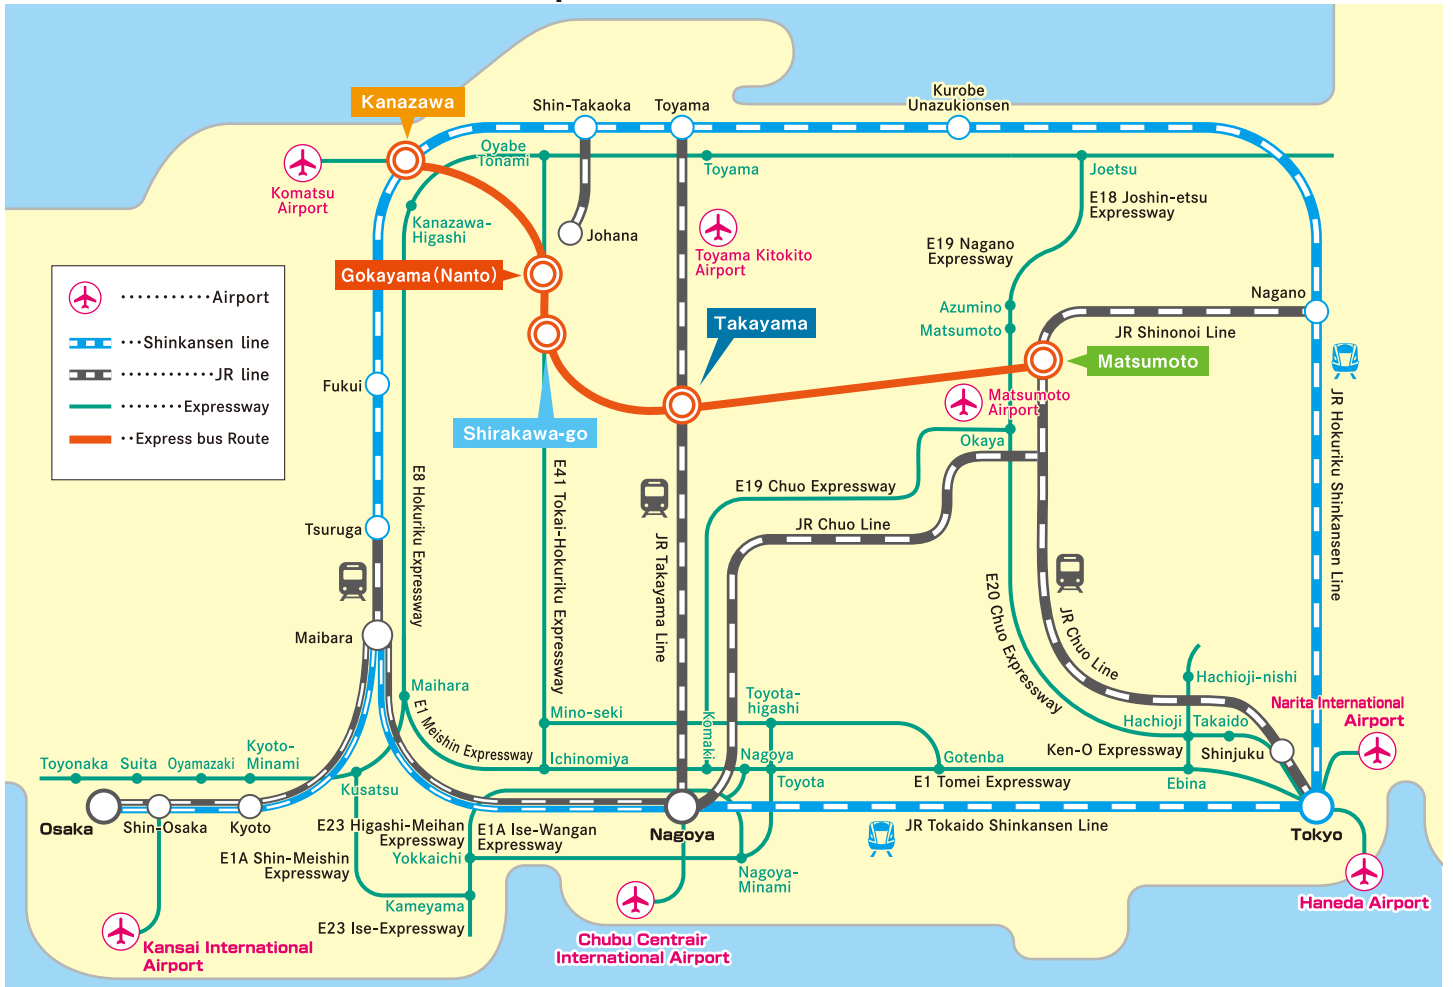 Kanazawa
Shin-Takaoka
Toyama
Kurobe
Unazukionsen
Oyabe
Tonami
Toyama
Joetsu
Komatsu
Airport
Kanazawa-
Higashi
Johana
E18 Joshin-etsu
Expressway
Toyama Kitokito
Airport
E19 Nagano
Expressway
Gokayama(Nanto)
Airport
Shinkansen line
JR line
Expressway
Express bus Route
Takayama
Azumino
Matsumoto
Nagano
JR Shinonoi Line
Matsumoto
Fukui
Matsumoto
Airport
Shirakawa-go
Okaya
JR Hokuriku Shinkansen Line
E8 Hokuriku Expressway
E41 Tokai-Hokuriku Expressway
JR Takayama Line
E19 Chuo Expressway
JR Chuo Line
Tsuruga
E20 Chuo Expressway
JR Chuo Line
Maibara
Maihara
E1 Meishin Expressway
Mino-seki
Komaki
Toyota-
higashi
Hachioji-nishi
Narita International
Airport
Hachioji
Takaido
Ken-O Expressway
Shinjuku
Toyonaka
Suita
Oyamazaki
Kyoto-
Minami
Kusatsu
Ichinomiya
Nagoya
Toyota
Gotenba
E1 Tomei Expressway
Ebina
Osaka
Shin-Osaka
Kyoto
E23 Higashi-Meihan
Expressway
E1A Ise-Wangan
Expressway
Nagoya
JR Tokaido Shinkansen Line
Tokyo
E1A Shin-Meishin
Expressway
Yokkaichi
Nagoya-
Minami
Kameyama
E23 Ise-Expressway
Haneda Airport
Kansai International
Airport
Chubu Centrair
International Airport